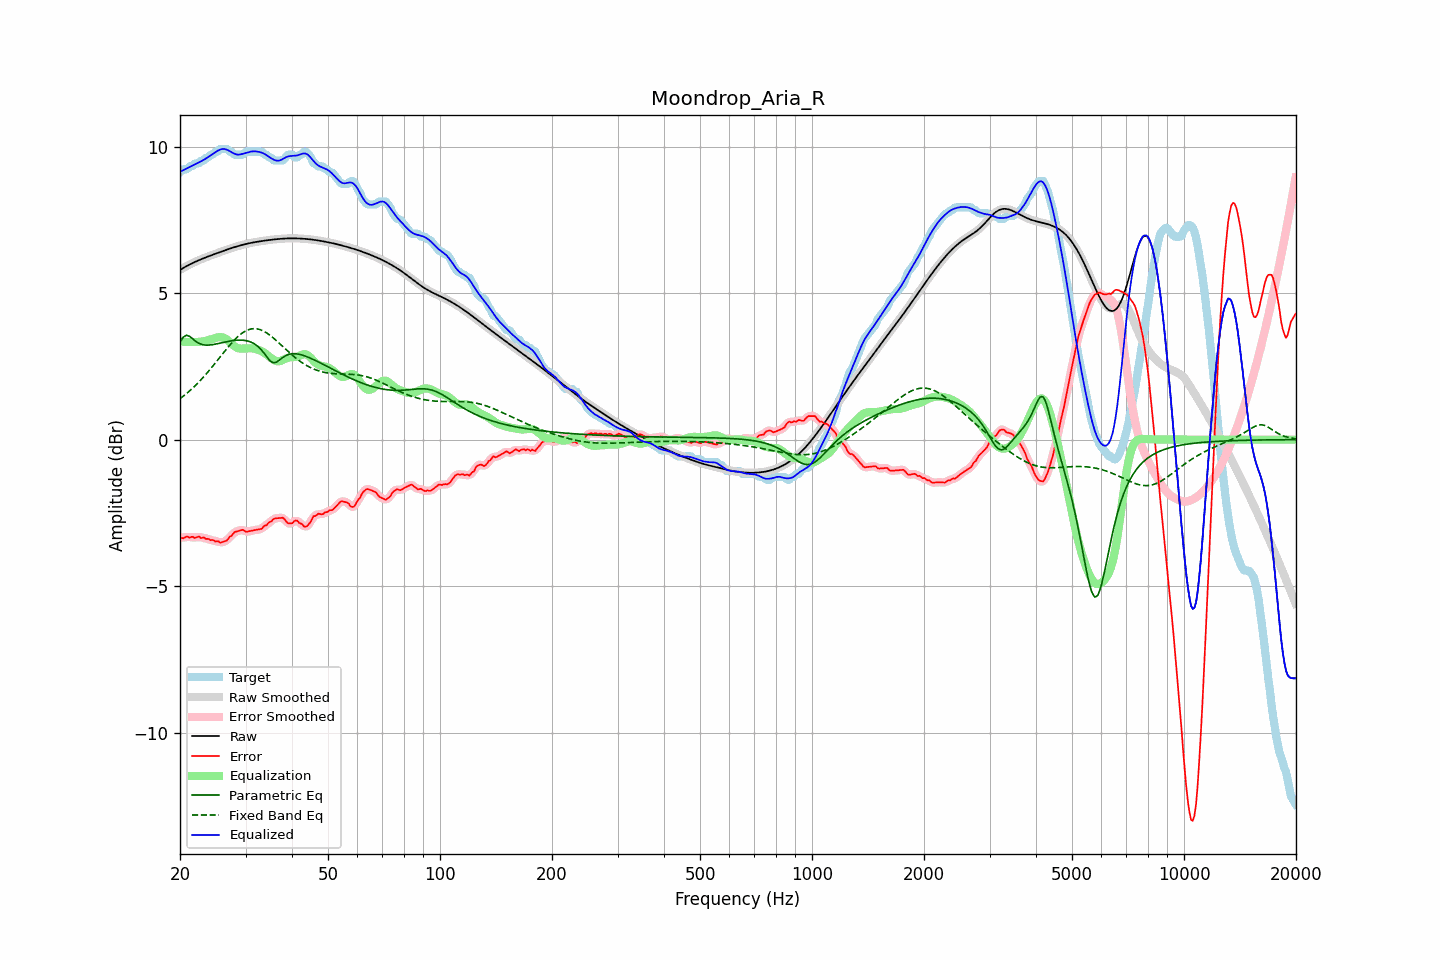 Moondrop_Aria_R
Amplitude (dBr)
10
5
0
−5
−10
Target
Raw Smoothed
Error Smoothed
Raw
Error
Equalization
Parametric Eq
Fixed Band Eq
Equalized
20 50 100 200 500 1000 2000 5000 10000 20000
Frequency (Hz)